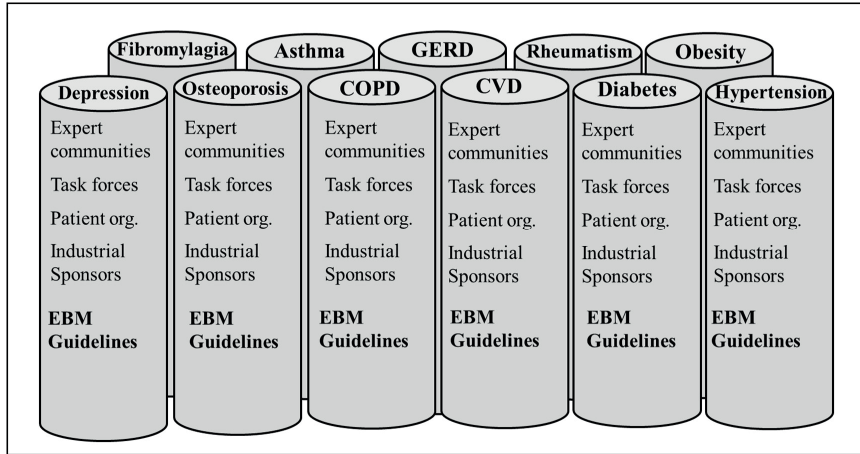 Fibromylagia
Asthma
GERD
Rheumatism
Obesity
Depression
Osteoporosis
COPD
CVD
Diabetes
Hypertension
Expert
communities
Task forces
Patient org.
Industrial
Sponsors
EBM
Guidelines
Expert
communities
Task forces
Patient org.
Industrial
Sponsors
EBM
Guidelines
Expert
communities
Task forces
Patient org.
Industrial
Sponsors
EBM
Guidelines
Expert
communities
Task forces
Patient org.
Industrial
Sponsors
EBM
Guidelines
Expert
communities
Task forces
Patient org.
Industrial
Sponsors
EBM
Guidelines
Expert
communities
Task forces
Patient org.
Industrial
Sponsors
EBM
Guidelines